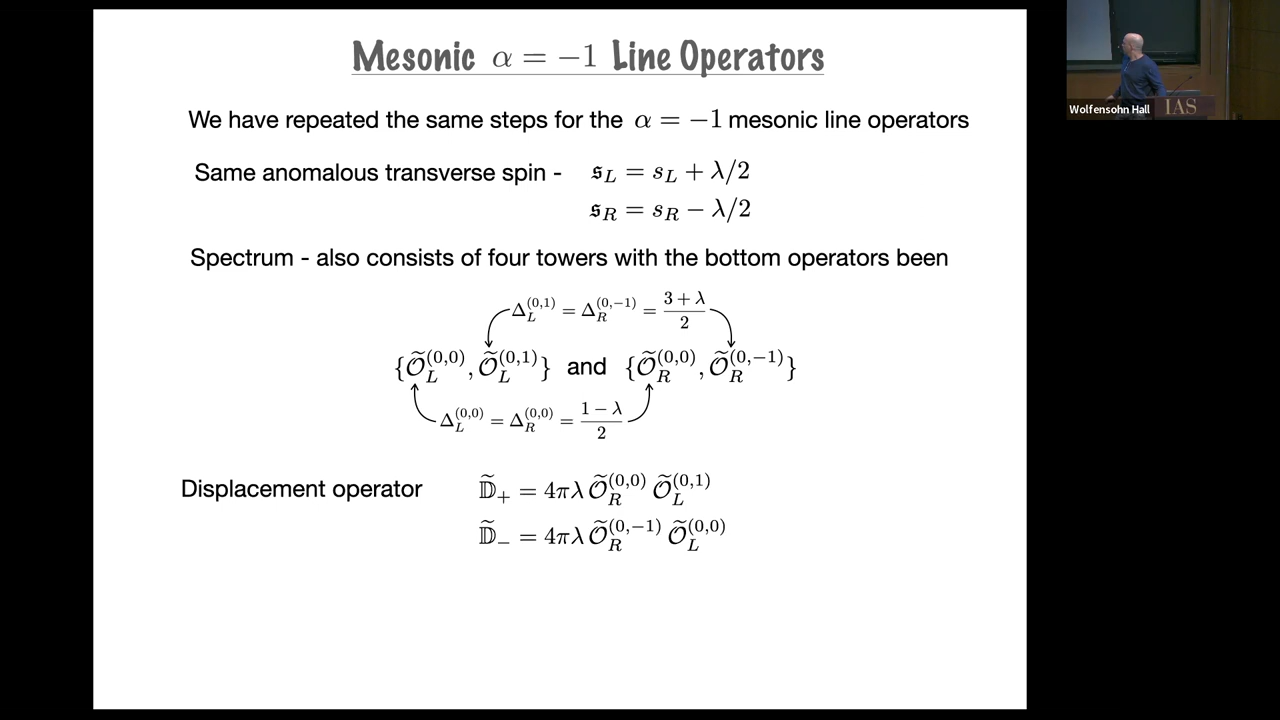 Mesonic α = −1 Line Operators
We have repeated the same steps for the α = −1 mesonic line operators
Same anomalous transverse spin - 𝔰_L = s_L + λ/2
𝔰_R = s_R − λ/2
Spectrum - also consists of four towers with the bottom operators been
Δ_L^{(0,1)} = Δ_R^{(0,−1)} = \frac{3 + λ}{2}
{Õ_L^{(0,0)}, Õ_L^{(0,1)}} and {Õ_R^{(0,0)}, Õ_R^{(0,−1)}}
Δ_L^{(0,0)} = Δ_R^{(0,0)} = \frac{1 − λ}{2}
Displacement operator 𝔻̃_+ = 4πλ Õ_R^{(0,0)} Õ_L^{(0,1)}
𝔻̃_− = 4πλ Õ_R^{(0,−1)} Õ_L^{(0,0)}
Wolfensohn Hall
IAS